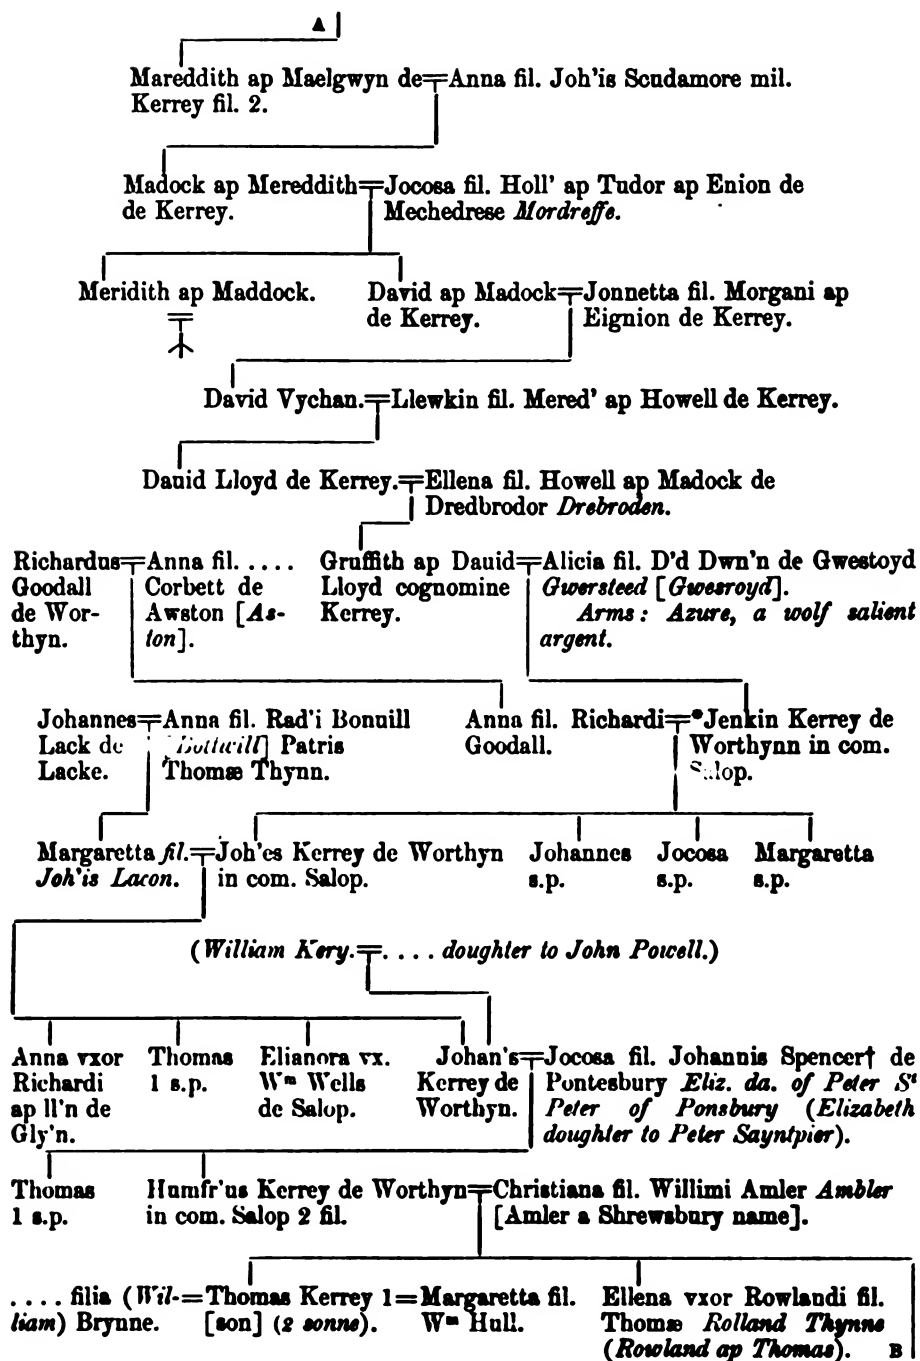 A
Mareddith ap Maelgwyn de=Anna fil. Joh'is Scudamore mil.
Kerrey fil. 2.
Madock ap Mereddith=Jocosa fil. Holl' ap Tudor ap Enion de
de Kerrey. Mechedrese Mordreffe.
Meridith ap Maddock. David ap Madock=Jonnetta fil. Morgani ap
de Kerrey. Eignion de Kerrey.
David Vychan.=Llewkin fil. Mered' ap Howell de Kerrey.
Dauid Lloyd de Kerrey.=Ellena fil. Howell ap Madock de
Dredbrodor Drebroden.
Richardus=Anna fil. . . . . Gruffith ap Dauid=Alicia fil. D'd Dwn'n de Gwestoyd
Goodall Corbett de Lloyd cognomine Gwersteed [Gwesroyd].
de Wor- Awston [As- Kerrey. Arms: Azure, a wolf salient
thyn. ton]. argent.
Johannes=Anna fil. Rad'i Bonuill Anna fil. Richardi=*Jenkin Kerrey de
Lack de [Bottwill] Patris Goodall. Worthynn in com.
Lacke. Thomæ Thynn. Salop.
Margaretta fil.=Joh'es Kerrey de Worthyn Johannes Jocosa Margaretta
Joh'is Lacon. in com. Salop. s.p. s.p. s.p.
(William Kery.=. . . . doughter to John Powell.)
Anna vxor Thomas Elianora vx. Johan's=Jocosa fil. Johannis Spencer† de
Richardi 1 s.p. Wᵐ Wells Kerrey de Pontesbury Eliz. da. of Peter Sᵗ
ap ll'n de de Salop. Worthyn. Peter of Ponsbury (Elizabeth
Gly'n. doughter to Peter Sayntpier).
Thomas Humfr'us Kerrey de Worthyn=Christiana fil. Willimi Amler Ambler
1 s.p. in com. Salop 2 fil. [Amler a Shrewsbury name].
. . . . filia (Wil-=Thomas Kerrey 1=Margaretta fil. Ellena vxor Rowlandi fil.
liam) Brynne. [son] (2 sonne). Wᵐ Hull. Thomæ Rolland Thynne
(Rowland ap Thomas). B